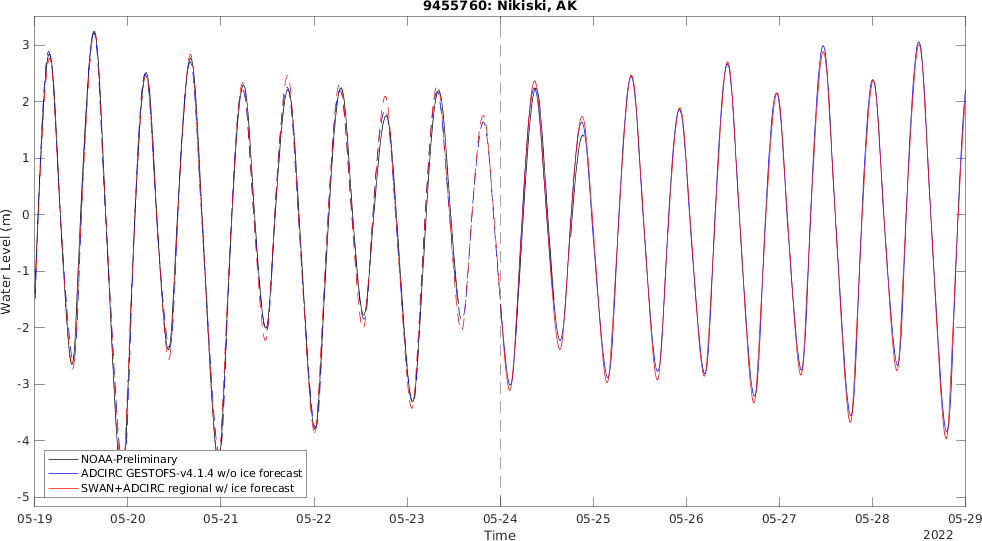 9455760: Nikiski, AK
Water Level (m)
3
2
1
0
-1
-2
-3
-4
-5
NOAA-Preliminary
ADCIRC GESTOFS-v4.1.4 w/o ice forecast
SWAN+ADCIRC regional w/ ice forecast
05-19 05-20 05-21 05-22 05-23 05-24 05-25 05-26 05-27 05-28 05-29
Time
2022